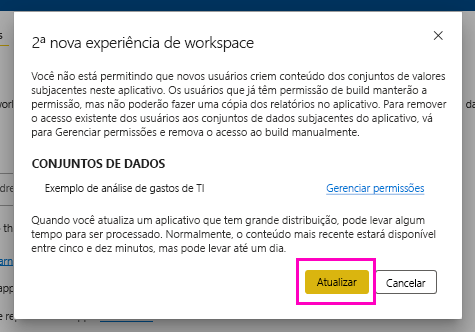 2ª nova experiência de workspace
Você não está permitindo que novos usuários criem conteúdo dos conjuntos de valores
subjacentes neste aplicativo. Os usuários que já têm permissão de build manterão a
permissão, mas não poderão fazer uma cópia dos relatórios no aplicativo. Para remover
o acesso existente dos usuários aos conjuntos de dados subjacentes do aplicativo, vá
para Gerenciar permissões e remova o acesso ao build manualmente.
CONJUNTOS DE DADOS
Exemplo de análise de gastos de TI
Gerenciar permissões
Quando você atualiza um aplicativo que tem grande distribuição, pode levar algum
tempo para ser processado. Normalmente, o conteúdo mais recente estará disponível
entre cinco e dez minutos, mas pode levar até um dia.
Atualizar
Cancelar